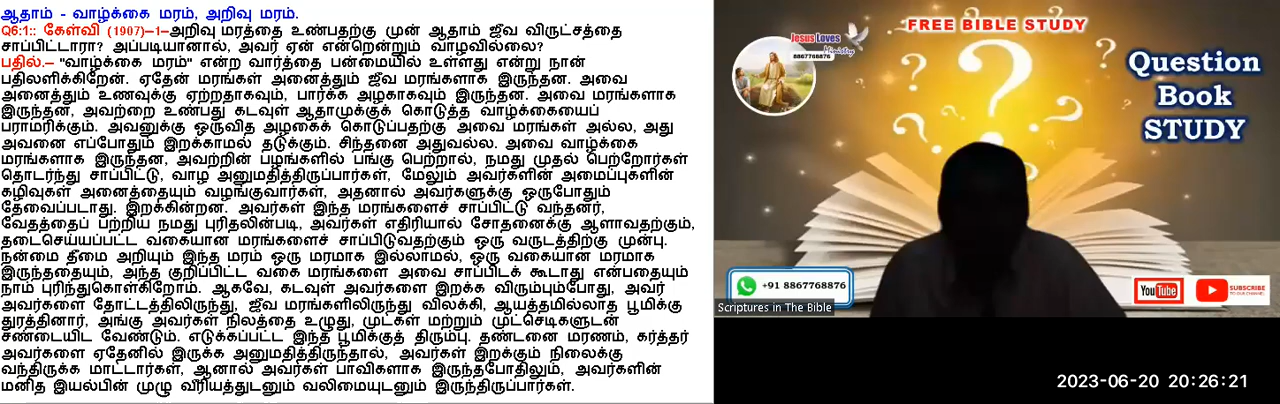 ஆதாம் - வாழ்க்கை மரம், அறிவு மரம்.
Q6:1:: கேள்வி (1907)–1–அறிவு மரத்தை உண்பதற்கு முன் ஆதாம் ஜீவ விருட்சத்தை
சாப்பிட்டாரா? அப்படியானால், அவர் ஏன் என்றென்றும் வாழவில்லை?
பதில்.– "வாழ்க்கை மரம்" என்ற வார்த்தை பன்மையில் உள்ளது என்று நான்
பதிலளிக்கிறேன். ஏதேன் மரங்கள் அனைத்தும் ஜீவ மரங்களாக இருந்தன. அவை
அனைத்தும் உணவுக்கு ஏற்றதாகவும், பார்க்க அழகாகவும் இருந்தன. அவை மரங்களாக
இருந்தன, அவற்றை உண்பது கடவுள் ஆதாமுக்குக் கொடுத்த வாழ்க்கையைப்
பராமரிக்கும். அவனுக்கு ஒருவித அழகைக் கொடுப்பதற்கு அவை மரங்கள் அல்ல, அது
அவனை எப்போதும் இறக்காமல் தடுக்கும். சிந்தனை அதுவல்ல. அவை வாழ்க்கை
மரங்களாக இருந்தன, அவற்றின் பழங்களில் பங்கு பெற்றால், நமது முதல் பெற்றோர்கள்
தொடர்ந்து சாப்பிட்டு, வாழ அனுமதித்திருப்பார்கள், மேலும் அவர்களின் அமைப்புகளின்
கழிவுகள் அனைத்தையும் வழங்குவார்கள், அதனால் அவர்களுக்கு ஒருபோதும்
தேவைப்படாது. இறக்கின்றன. அவர்கள் இந்த மரங்களைச் சாப்பிட்டு வந்தனர்,
வேதத்தைப் பற்றிய நமது புரிதலின்படி, அவர்கள் எதிரியால் சோதனைக்கு ஆளாவதற்கும்,
தடைசெய்யப்பட்ட வகையான மரங்களைச் சாப்பிடுவதற்கும் ஒரு வருடத்திற்கு முன்பு.
நன்மை தீமை அறியும் இந்த மரம் ஒரு மரமாக இல்லாமல், ஒரு வகையான மரமாக
இருந்ததையும், அந்த குறிப்பிட்ட வகை மரங்களை அவை சாப்பிடக் கூடாது என்பதையும்
நாம் புரிந்துகொள்கிறோம். ஆகவே, கடவுள் அவர்களை இறக்க விரும்பும்போது, அவர்
அவர்களை தோட்டத்திலிருந்து, ஜீவ மரங்களிலிருந்து விலக்கி, ஆயத்தமில்லாத பூமிக்கு
துரத்தினார், அங்கு அவர்கள் நிலத்தை உழுது, முட்கள் மற்றும் முட்செடிகளுடன்
சண்டையிட வேண்டும். எடுக்கப்பட்ட இந்த பூமிக்குத் திரும்பு. தண்டனை மரணம், கர்த்தர்
அவர்களை ஏதேனில் இருக்க அனுமதித்திருந்தால், அவர்கள் இறக்கும் நிலைக்கு
வந்திருக்க மாட்டார்கள், ஆனால் அவர்கள் பாவிகளாக இருந்தபோதிலும், அவர்களின்
மனித இயல்பின் முழு வீரியத்துடனும் வலிமையுடனும் இருந்திருப்பார்கள்.
FREE BIBLE STUDY
Jesus Loves
Ministry
8867768876
Question
Book
STUDY
+91 8867768876
YouTube
SUBSCRIBE
TO OUR CHANNEL
Scriptures in The Bible
2023-06-20 20:26:21